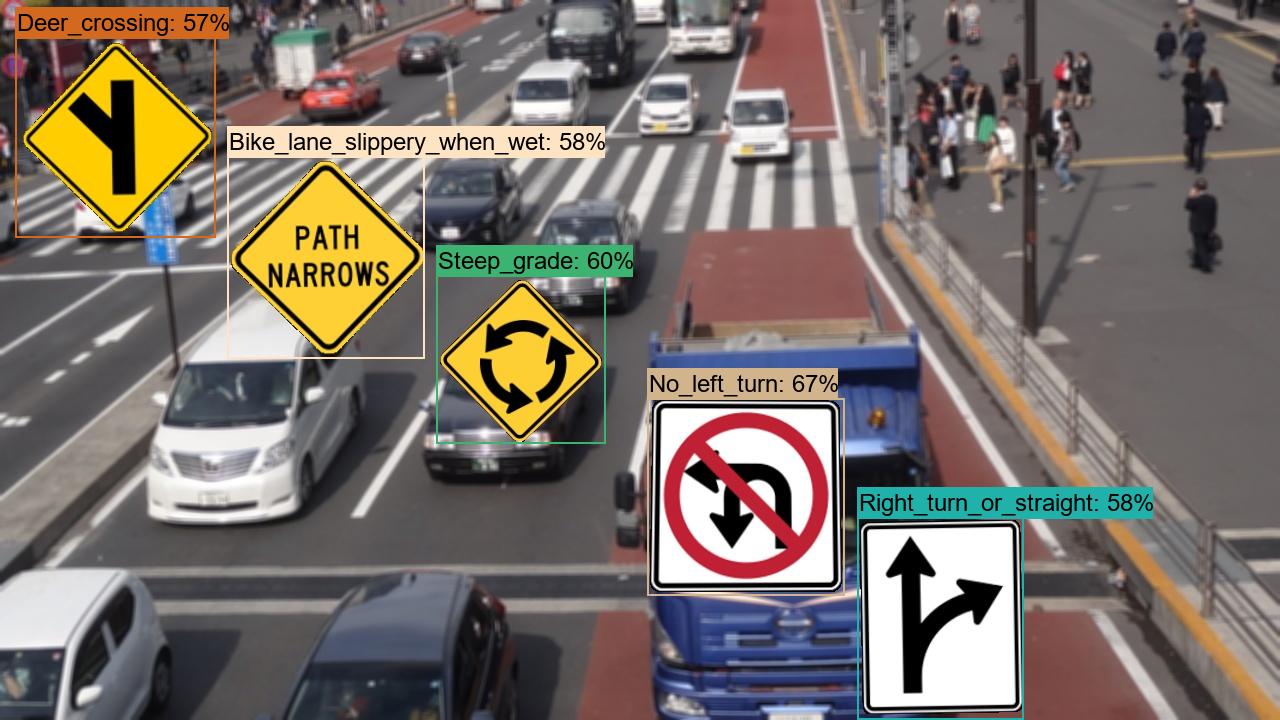 Deer_crossing: 57%
Bike_lane_slippery_when_wet: 58%
PATH
NARROWS
Steep_grade: 60%
No_left_turn: 67%
Right_turn_or_straight: 58%